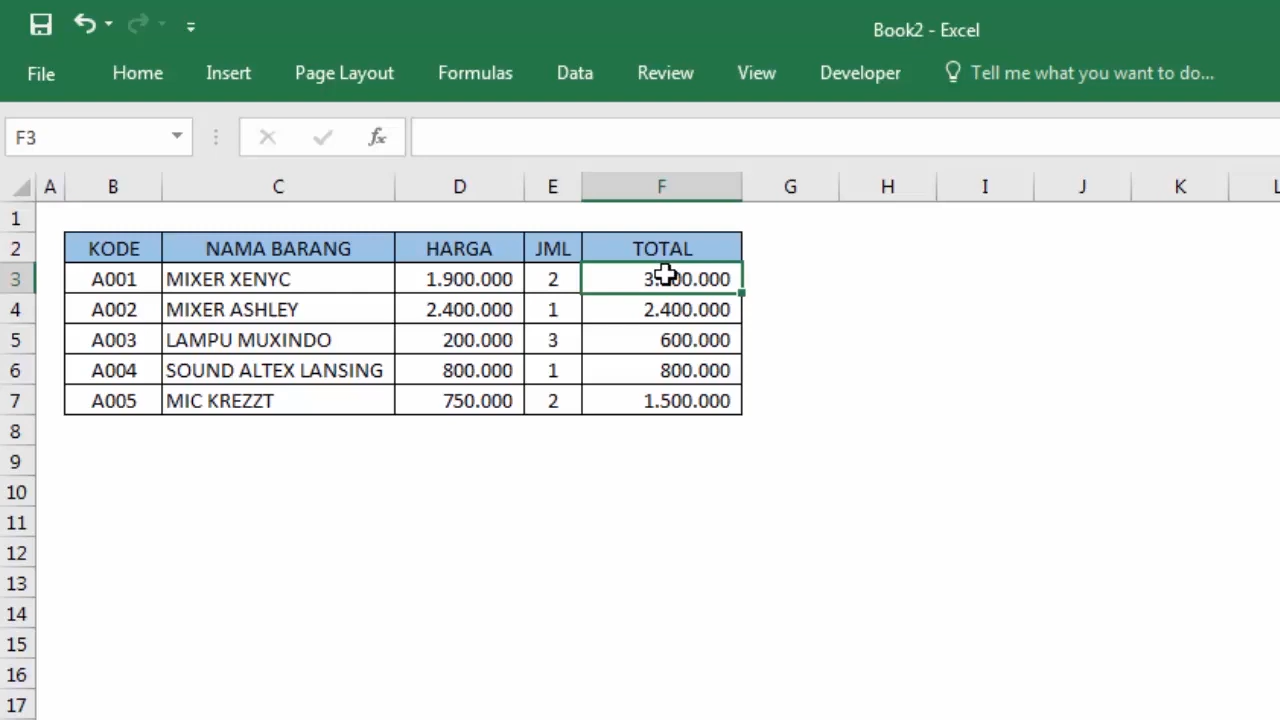 Book2 - Excel
File Home Insert Page Layout Formulas Data Review View Developer Tell me what you want to do...
F3 fx
A B C D E F G H I J K L
1
2 KODE NAMA BARANG HARGA JML TOTAL
3 A001 MIXER XENYC 1.900.000 2
4 A002 MIXER ASHLEY 2.400.000 1 2.400.000
5 A003 LAMPU MUXINDO 200.000 3 600.000
6 A004 SOUND ALTEX LANSING 800.000 1 800.000
7 A005 MIC KREZZT 750.000 2 1.500.000
8
9
10
11
12
13
14
15
16
17